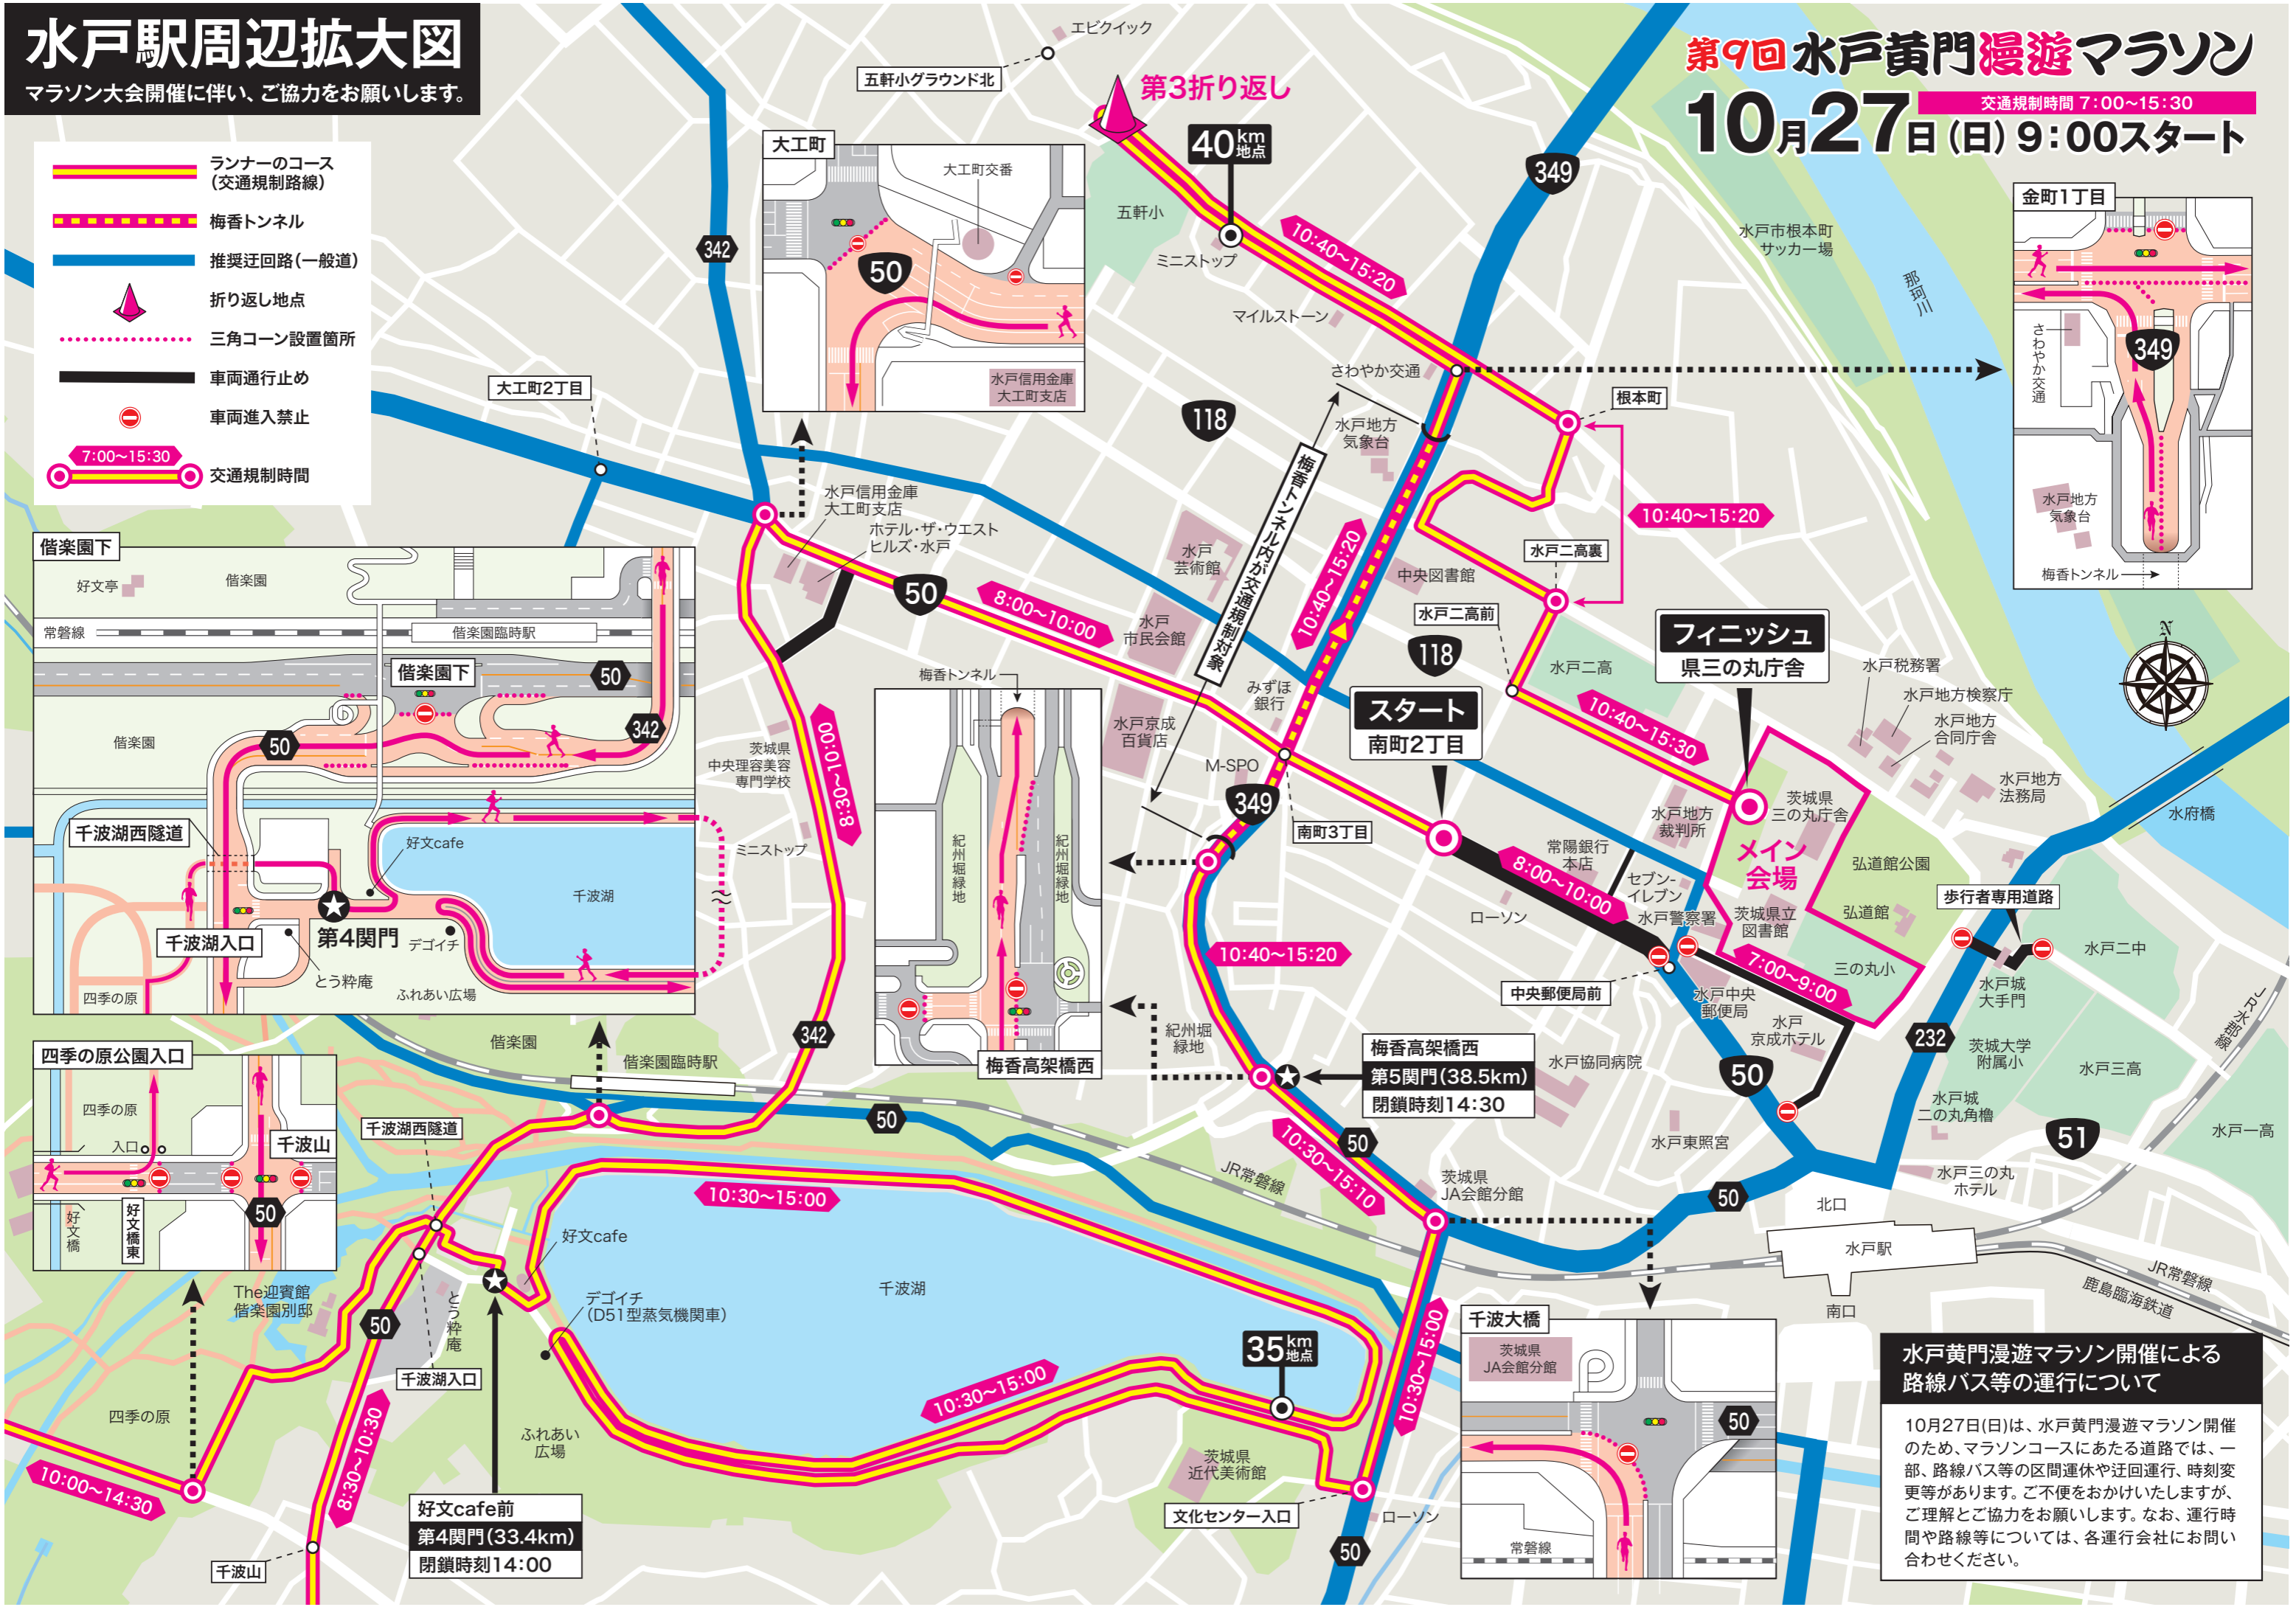 水戸駅周辺拡大図
マラソン大会開催に伴い、ご協力をお願いします。
第9回 水戸黄門漫遊マラソン
交通規制時間 7:00〜15:30
10月27日(日) 9:00スタート
ランナーのコース
(交通規制路線)
梅香トンネル
推奨迂回路(一般道)
折り返し地点
三角コーン設置箇所
車両通行止め
車両進入禁止
7:00〜15:30
交通規制時間
エビクイック
五軒小グラウンド北
第3折り返し
40km地点
五軒小
ミニストップ
10:40〜15:20
マイルストーン
さわやか交通
349
342
118
水戸市根本町
サッカー場
那珂川
根本町
10:40〜15:20
水戸地方
気象台
大工町
大工町交番
50
水戸信用金庫
大工町支店
金町1丁目
さわやか交通
349
水戸地方
気象台
梅香トンネル
大工町2丁目
水戸信用金庫
大工町支店
ホテル・ザ・ウエスト
ヒルズ・水戸
50
8:00〜10:00
水戸
芸術館
水戸
市民会館
水戸京成
百貨店
梅香トンネル内が交通規制対象
10:40〜15:20
中央図書館
水戸二高裏
水戸二高前
118
水戸二高
みずほ
銀行
M-SPO
349
南町3丁目
スタート
南町2丁目
フィニッシュ
県三の丸庁舎
10:40〜15:30
N
水戸税務署
水戸地方検察庁
水戸地方
合同庁舎
水戸地方
法務局
水府橋
茨城県
三の丸庁舎
メイン
会場
水戸地方
裁判所
常陽銀行
本店
セブン-
イレブン
ローソン
8:00〜10:00
水戸警察署
茨城県立
図書館
弘道館公園
弘道館
歩行者専用道路
水戸二中
三の丸小
7:00〜9:00
水戸城
大手門
中央郵便局前
水戸中央
郵便局
水戸
京成ホテル
232
茨城大学
附属小
水戸三高
JR水郡線
水戸城
二の丸角櫓
51
水戸一高
50
水戸協同病院
水戸東照宮
水戸三の丸
ホテル
50
北口
水戸駅
南口
JR常磐線
鹿島臨海鉄道
偕楽園下
好文亭
偕楽園
常磐線
偕楽園臨時駅
偕楽園下
50
342
偕楽園
50
千波湖西隧道
好文cafe
千波湖
千波湖入口
第4関門
デゴイチ
とう粋庵
四季の原
ふれあい広場
茨城県
中央理容美容
専門学校
8:30〜10:00
ミニストップ
342
梅香トンネル
紀州堀緑地
紀州堀緑地
梅香高架橋西
10:40〜15:20
紀州堀
緑地
梅香高架橋西
第5関門(38.5km)
閉鎖時刻14:30
50
10:30〜15:10
JR常磐線
茨城県
JA会館分館
偕楽園
偕楽園臨時駅
50
四季の原公園入口
四季の原
入口
千波山
好文橋
好文橋東
50
千波湖西隧道
10:30〜15:00
好文cafe
デゴイチ
(D51型蒸気機関車)
千波湖
The迎賓館
偕楽園別邸
50
とう粋庵
千波湖入口
35km地点
10:30〜15:00
10:30〜15:00
四季の原
10:00〜14:30
8:30〜10:30
ふれあい
広場
好文cafe前
第4関門(33.4km)
閉鎖時刻14:00
千波山
茨城県
近代美術館
文化センター入口
ローソン
50
千波大橋
茨城県
JA会館分館
50
常磐線
水戸黄門漫遊マラソン開催による
路線バス等の運行について
10月27日(日)は、水戸黄門漫遊マラソン開催
のため、マラソンコースにあたる道路では、一
部、路線バス等の区間運休や迂回運行、時刻変
更等があります。ご不便をおかけいたしますが、
ご理解とご協力をお願いします。なお、運行時
間や路線等については、各運行会社にお問い
合わせください。